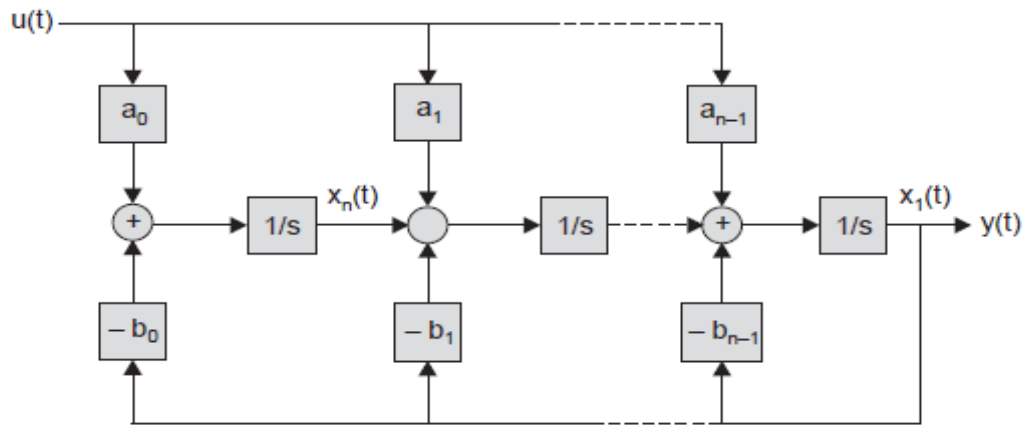 u(t)
a₀ a₁ aₙ₋₁
xₙ(t) x₁(t)
+ 1/s 1/s + 1/s y(t)
– b₀ – b₁ – bₙ₋₁